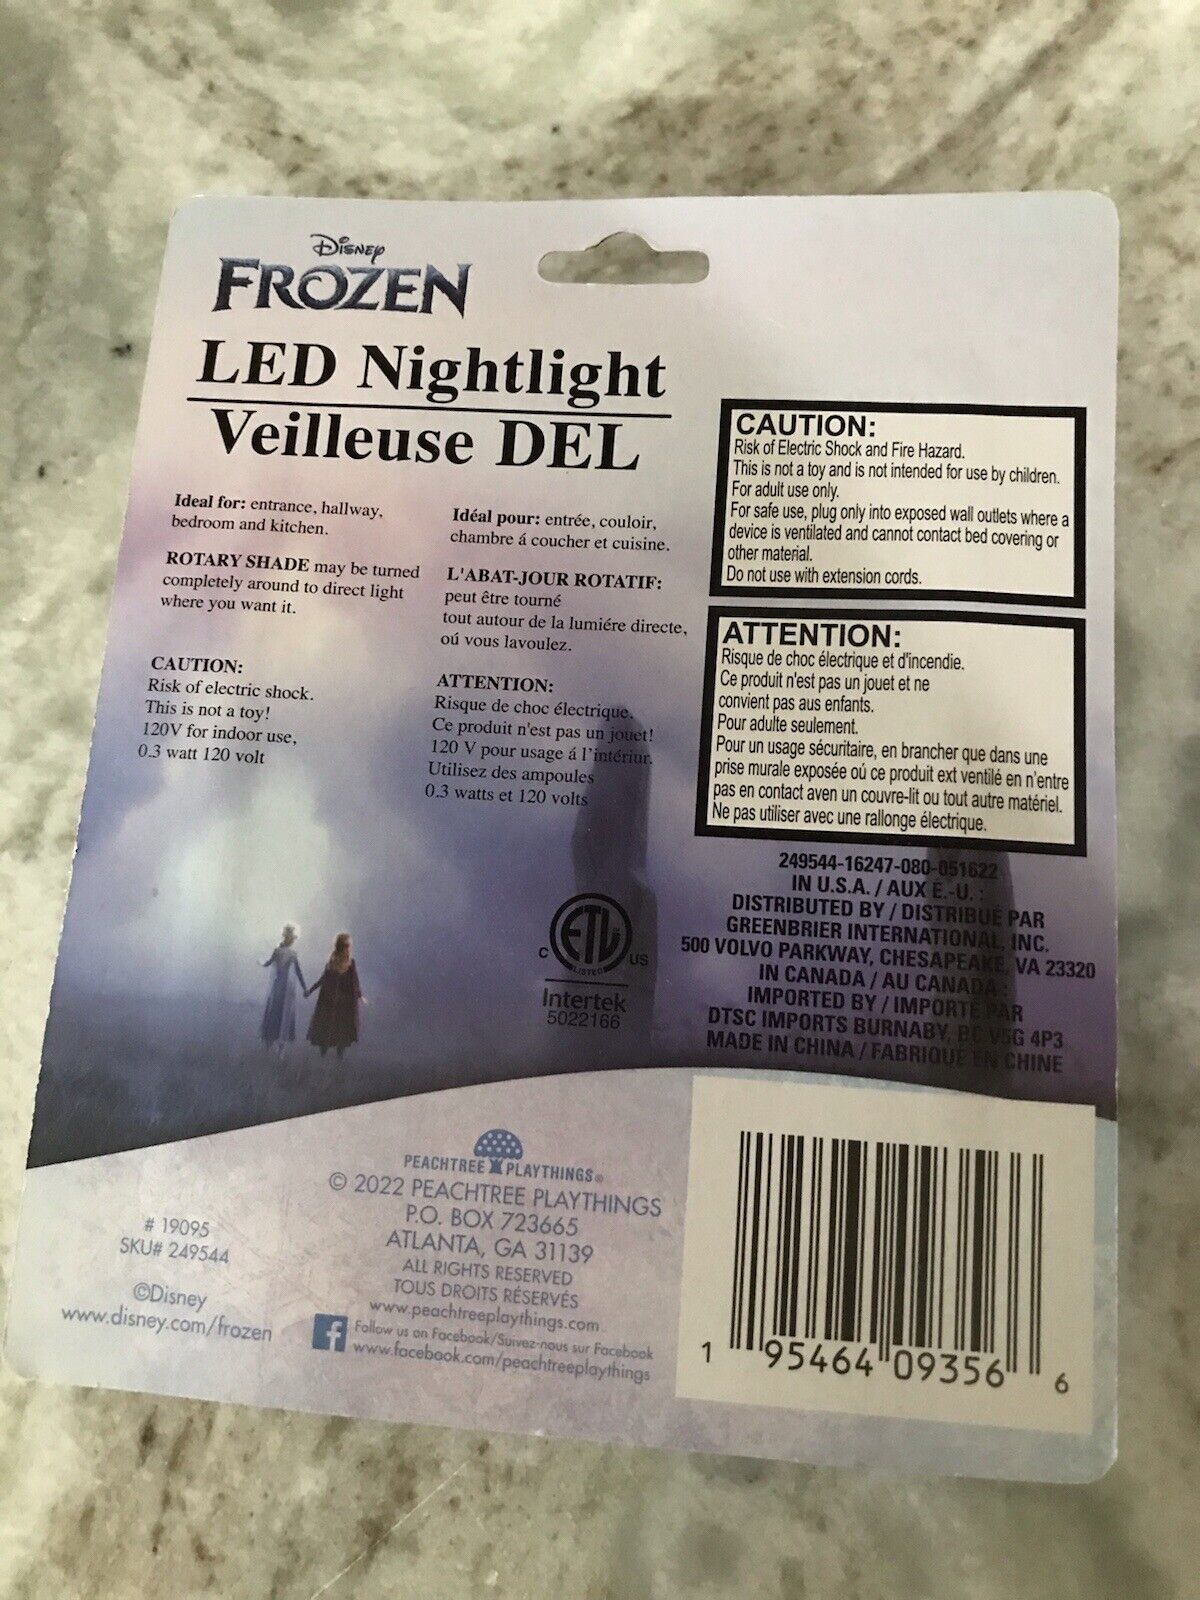 Disney
FROZEN
LED Nightlight
Veilleuse DEL
Ideal for: entrance, hallway,
bedroom and kitchen.
ROTARY SHADE may be turned
completely around to direct light
where you want it.
CAUTION:
Risk of electric shock.
This is not a toy!
120V for indoor use,
0.3 watt 120 volt
Idéal pour: entrée, couloir,
chambre á coucher et cuisine.
L'ABAT-JOUR ROTATIF:
peut être tourné
tout autour de la lumiére directe,
oú vous lavoulez.
ATTENTION:
Risque de choc électrique.
Ce produit n'est pas un jouet!
120 V pour usage á l'intériur.
Utilisez des ampoules
0.3 watts et 120 volts
CAUTION:
Risk of Electric Shock and Fire Hazard.
This is not a toy and is not intended for use by children.
For adult use only.
For safe use, plug only into exposed wall outlets where a
device is ventilated and cannot contact bed covering or
other material.
Do not use with extension cords.
ATTENTION:
Risque de choc électrique et d'incendie.
Ce produit n'est pas un jouet et ne
convient pas aus enfants.
Pour adulte seulement.
Pour un usage sécuritaire, en brancher que dans une
prise murale exposée oú ce produit ext ventilé en n'entre
pas en contact aven un couvre-lit ou tout autre matériel.
Ne pas utiliser avec une rallonge électrique.
249544-16247-080-051622
IN U.S.A. / AUX E.-U. :
DISTRIBUTED BY / DISTRIBUÉ PAR
GREENBRIER INTERNATIONAL, INC.
500 VOLVO PARKWAY, CHESAPEAKE, VA 23320
IN CANADA / AU CANADA :
IMPORTED BY / IMPORTÉ PAR
DTSC IMPORTS BURNABY, BC V5G 4P3
MADE IN CHINA / FABRIQUÉ EN CHINE
ETL
C LISTED US
Intertek
5022166
PEACHTREE PLAYTHINGS®
© 2022 PEACHTREE PLAYTHINGS
P.O. BOX 723665
ATLANTA, GA 31139
ALL RIGHTS RESERVED
TOUS DROITS RÉSERVÉS
www.peachtreeplaythings.com
f Follow us on Facebook/Suivez-nous sur Facebook
www.facebook.com/peachtreeplaythings
# 19095
SKU# 249544
©Disney
www.disney.com/frozen
1 95464 09356 6